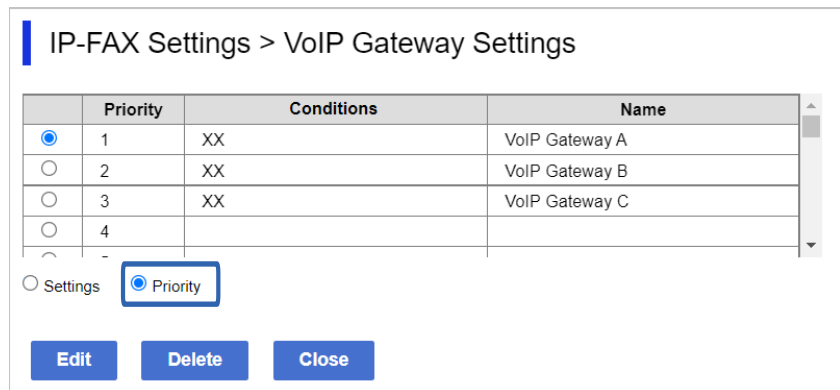 IP-FAX Settings > VoIP Gateway Settings
Priority Conditions Name
1 XX VoIP Gateway A
2 XX VoIP Gateway B
3 XX VoIP Gateway C
4
Settings Priority
Edit Delete Close